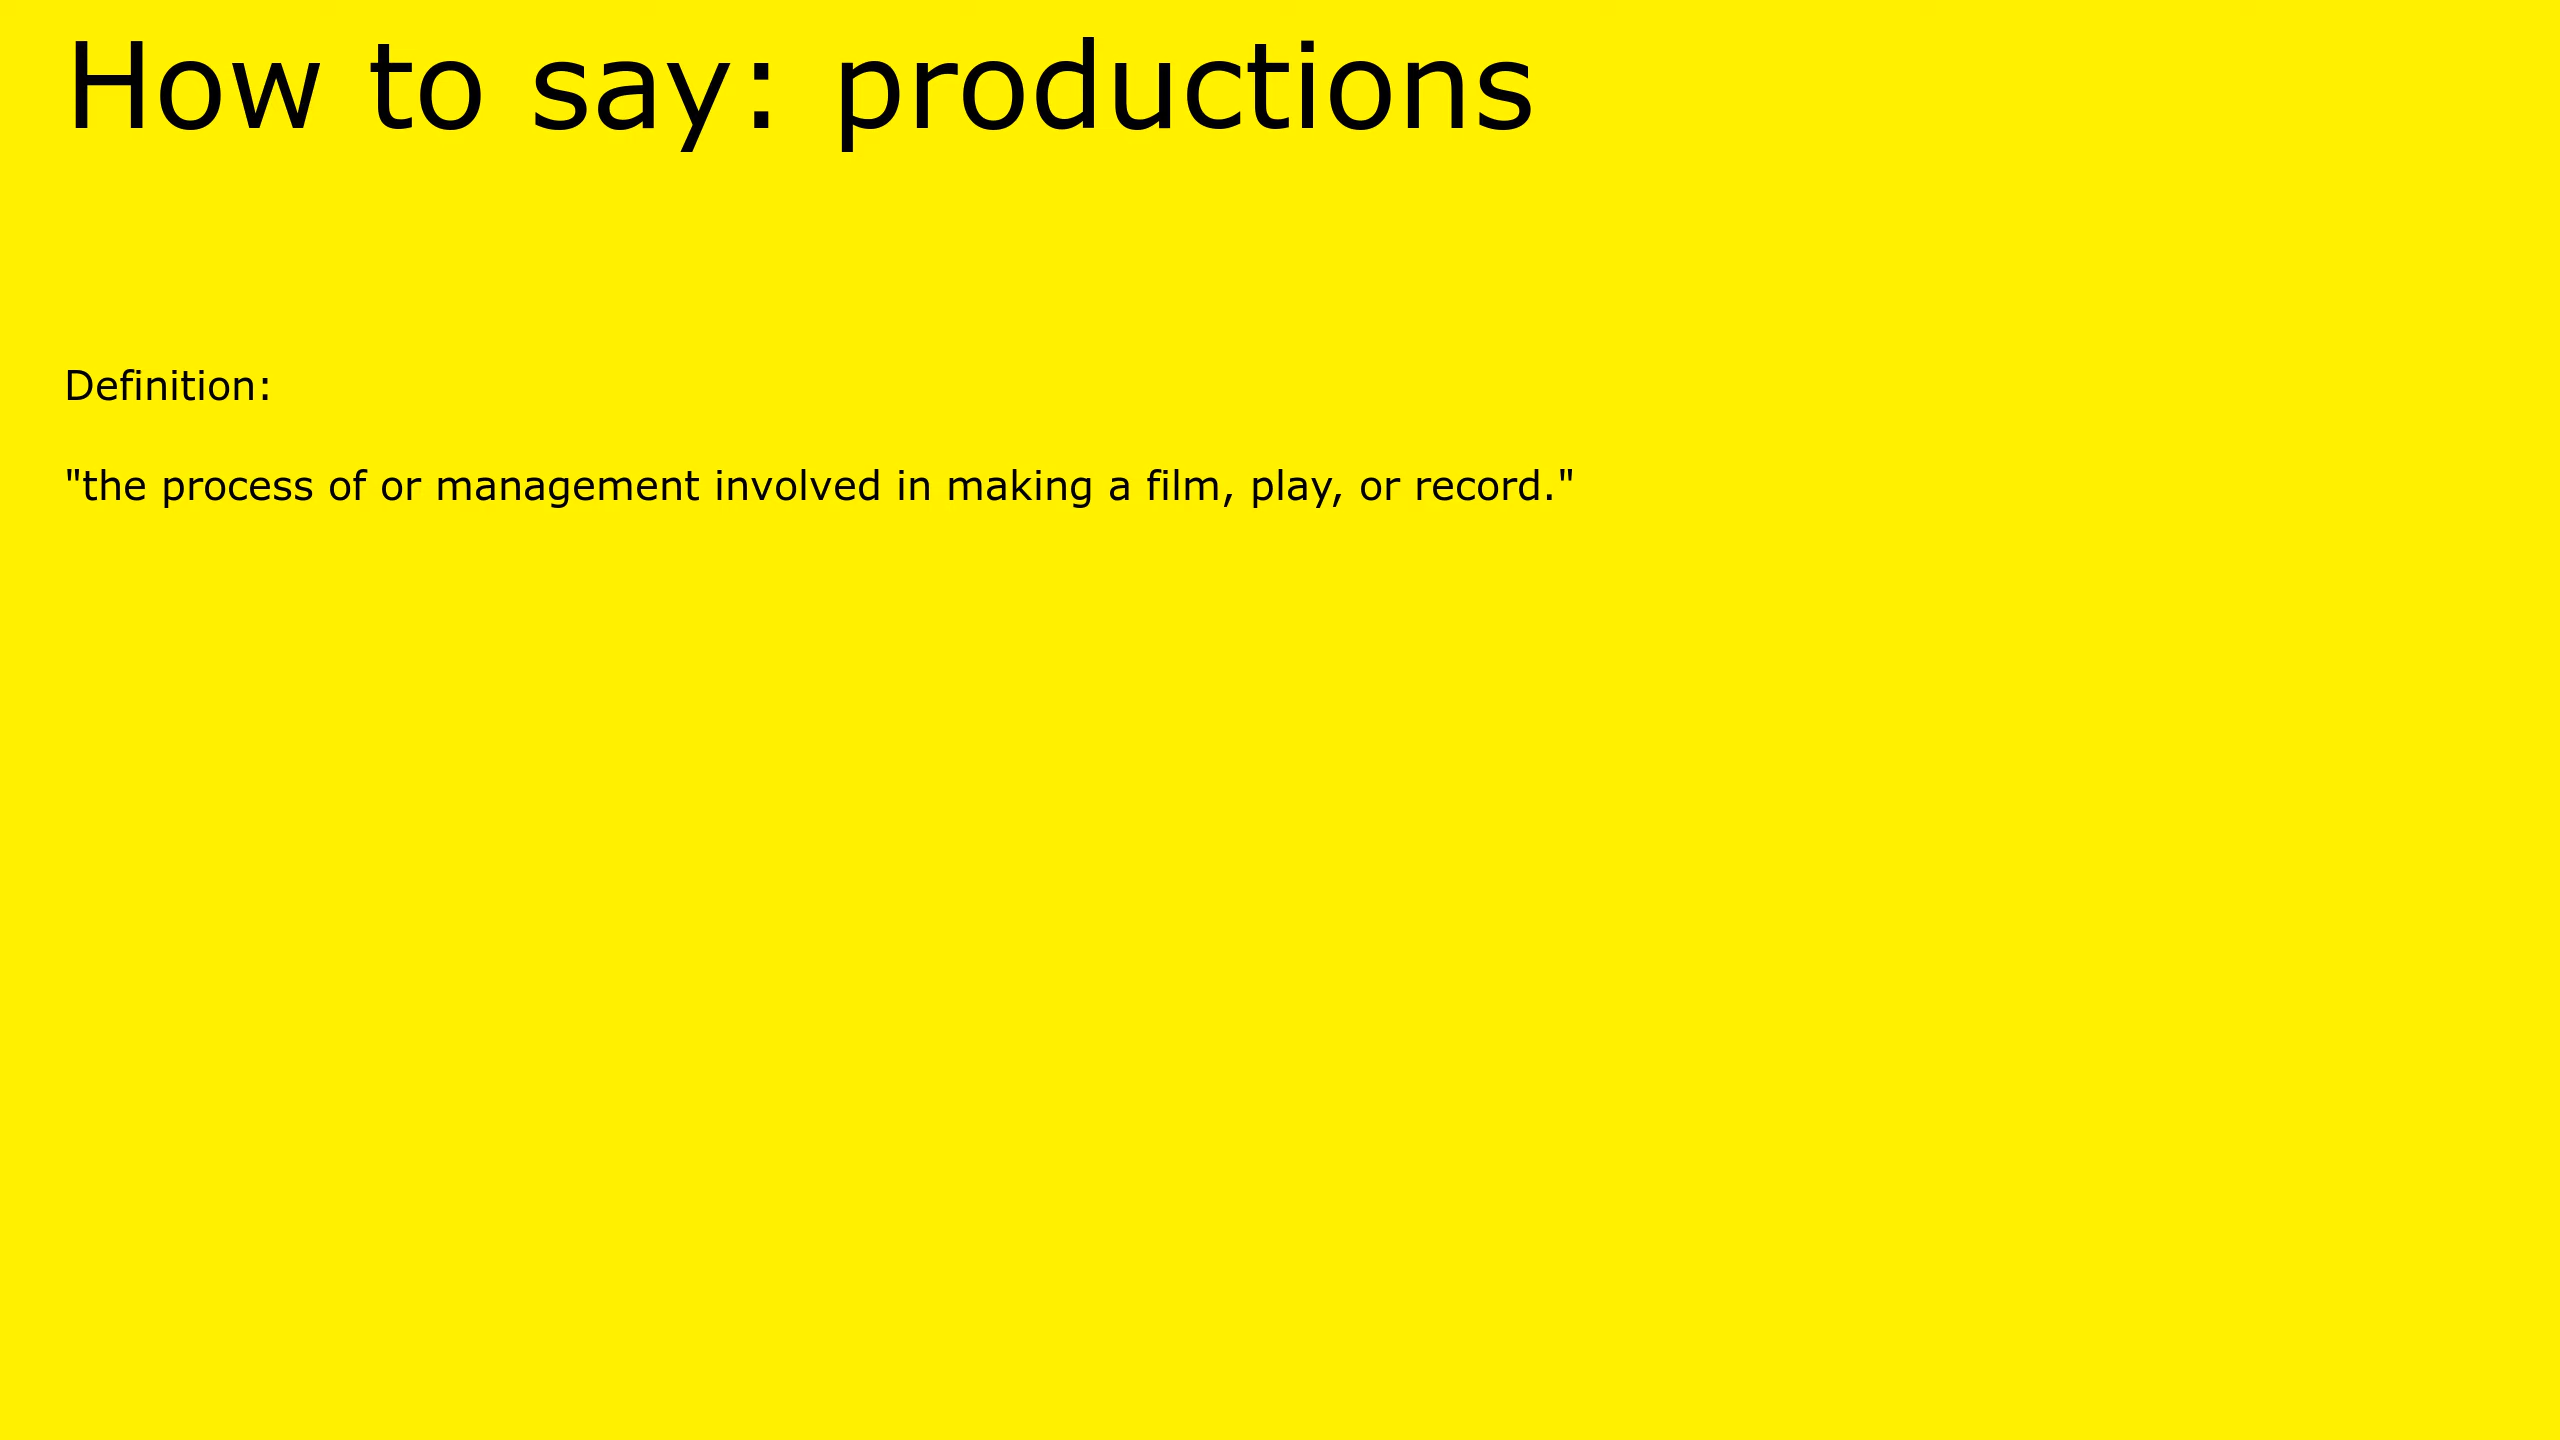 How to say: productions
Definition:
"the process of or management involved in making a film, play, or record."